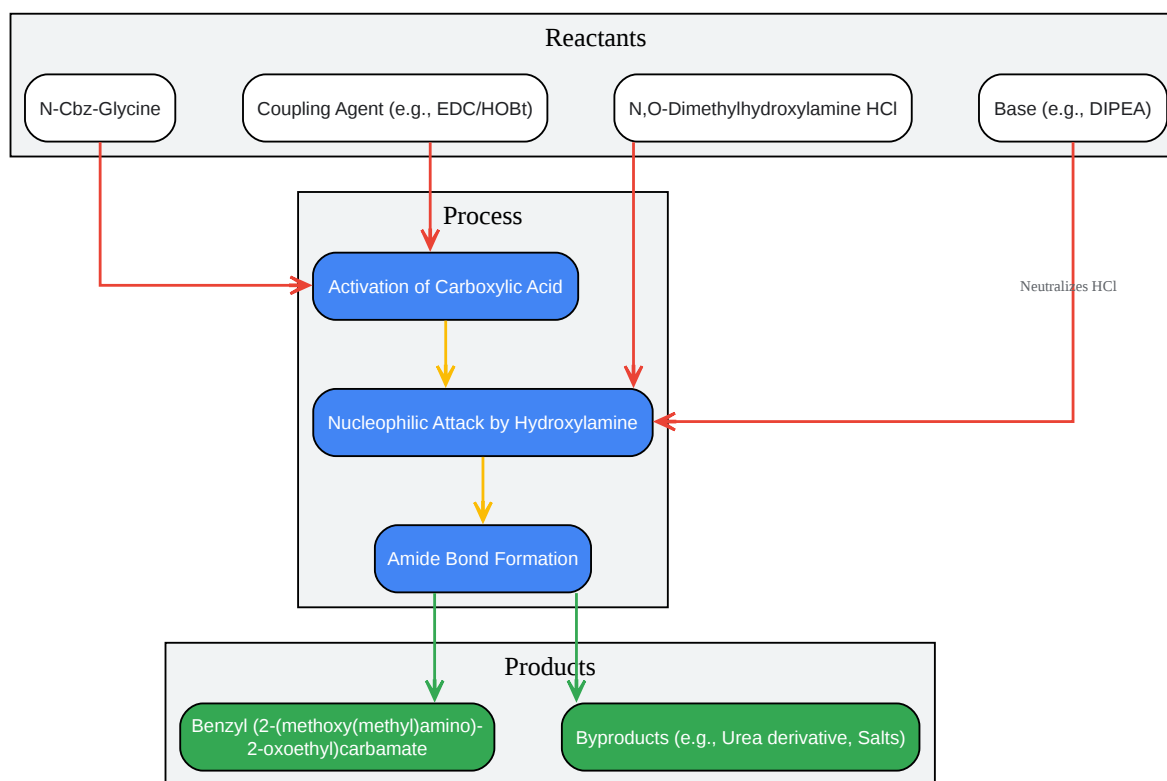 Reactants
N-Cbz-Glycine
Coupling Agent (e.g., EDC/HOBt)
N,O-Dimethylhydroxylamine HCl
Base (e.g., DIPEA)
Process
Activation of Carboxylic Acid
Neutralizes HCl
Nucleophilic Attack by Hydroxylamine
Amide Bond Formation
Products
Benzyl (2-(methoxy(methyl)amino)-
2-oxoethyl)carbamate
Byproducts (e.g., Urea derivative, Salts)